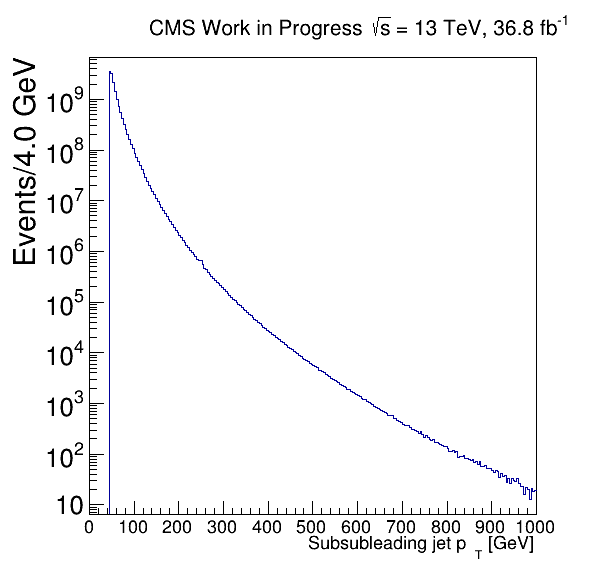 CMS Work in Progress √s = 13 TeV, 36.8 fb⁻¹
Events/4.0 GeV
10⁹
10⁸
10⁷
10⁶
10⁵
10⁴
10³
10²
10
0 100 200 300 400 500 600 700 800 900 1000
Subsubleading jet p_T [GeV]